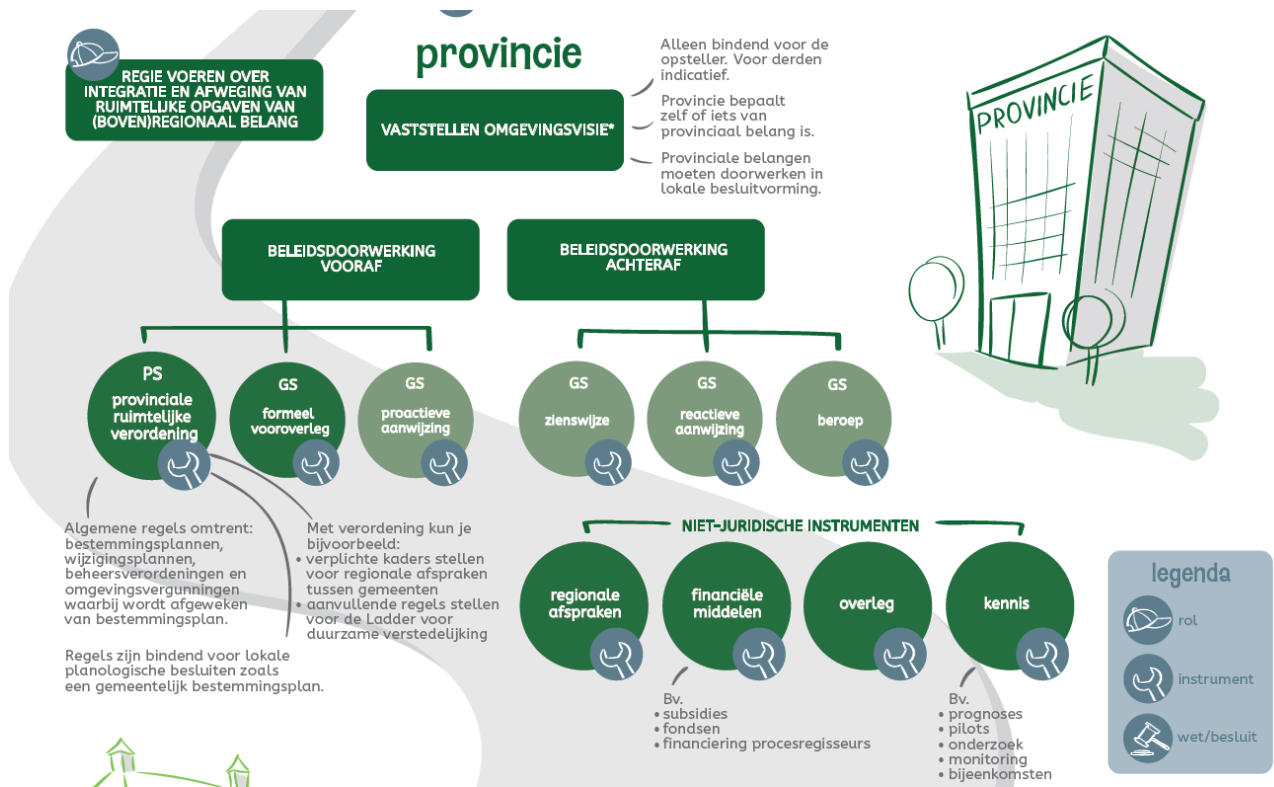 provincie
REGIE VOEREN OVER
INTEGRATIE EN AFWEGING VAN
RUIMTELIJKE OPGAVEN VAN
(BOVEN)REGIONAAL BELANG
VASTSTELLEN OMGEVINGSVISIE*
Alleen bindend voor de
opsteller. Voor derden
indicatief.
Provincie bepaalt
zelf of iets van
provinciaal belang is.
Provinciale belangen
moeten doorwerken in
lokale besluitvorming.
PROVINCIE
BELEIDSDOORWERKING
VOORAF
BELEIDSDOORWERKING
ACHTERAF
PS
provinciale
ruimtelijke
verordening
GS
formeel
vooroverleg
GS
proactieve
aanwijzing
GS
zienswijze
GS
reactieve
aanwijzing
GS
beroep
Algemene regels omtrent:
bestemmingsplannen,
wijzigingsplannen,
beheersverordeningen en
omgevingsvergunningen
waarbij wordt afgeweken
van bestemmingsplan.
Regels zijn bindend voor lokale
planologische besluiten zoals
een gemeentelijk bestemmingsplan.
Met verordening kun je
bijvoorbeeld:
• verplichte kaders stellen
voor regionale afspraken
tussen gemeenten
• aanvullende regels stellen
voor de Ladder voor
duurzame verstedelijking
NIET-JURIDISCHE INSTRUMENTEN
regionale
afspraken
financiële
middelen
overleg
kennis
Bv.
• subsidies
• fondsen
• financiering procesregisseurs
Bv.
• prognoses
• pilots
• onderzoek
• monitoring
• bijeenkomsten
legenda
rol
instrument
wet/besluit